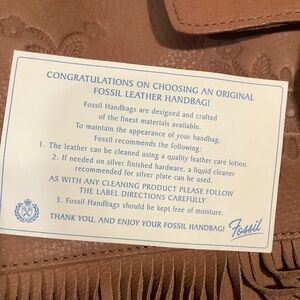 CONGRATULATIONS ON CHOOSING AN ORIGINAL
FOSSIL LEATHER HANDBAG!
Fossil Handbags are designed and crafted
of the finest materials available.
To maintain the appearance of your handbag,
Fossil recommends the following:
1. The leather can be cleaned using a quality leather care lotion.
2. If needed on silver finished hardware, a liquid cleaner
recommended for silver plate can be used.
AS WITH ANY CLEANING PRODUCT PLEASE FOLLOW
THE LABEL DIRECTIONS CAREFULLY.
3. Fossil Handbags should be kept free of moisture.
THANK YOU, AND ENJOY YOUR FOSSIL HANDBAG!
Fossil